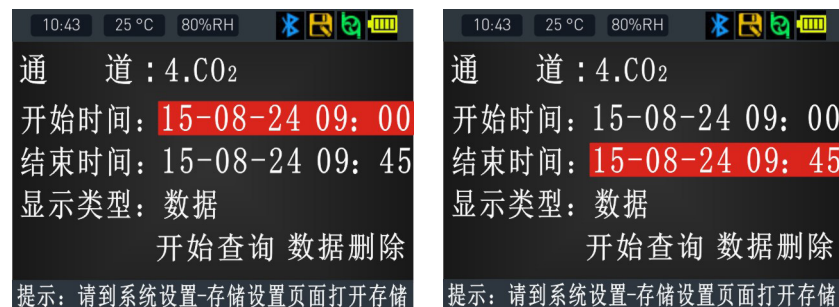 10:43 25°C 80%RH
通 道：4.CO₂
开始时间：15-08-24 09：00
结束时间：15-08-24 09：45
显示类型：数据
开始查询 数据删除
提示：请到系统设置-存储设置页面打开存储
10:43 25°C 80%RH
通 道：4.CO₂
开始时间：15-08-24 09：00
结束时间：15-08-24 09：45
显示类型：数据
开始查询 数据删除
提示：请到系统设置-存储设置页面打开存储